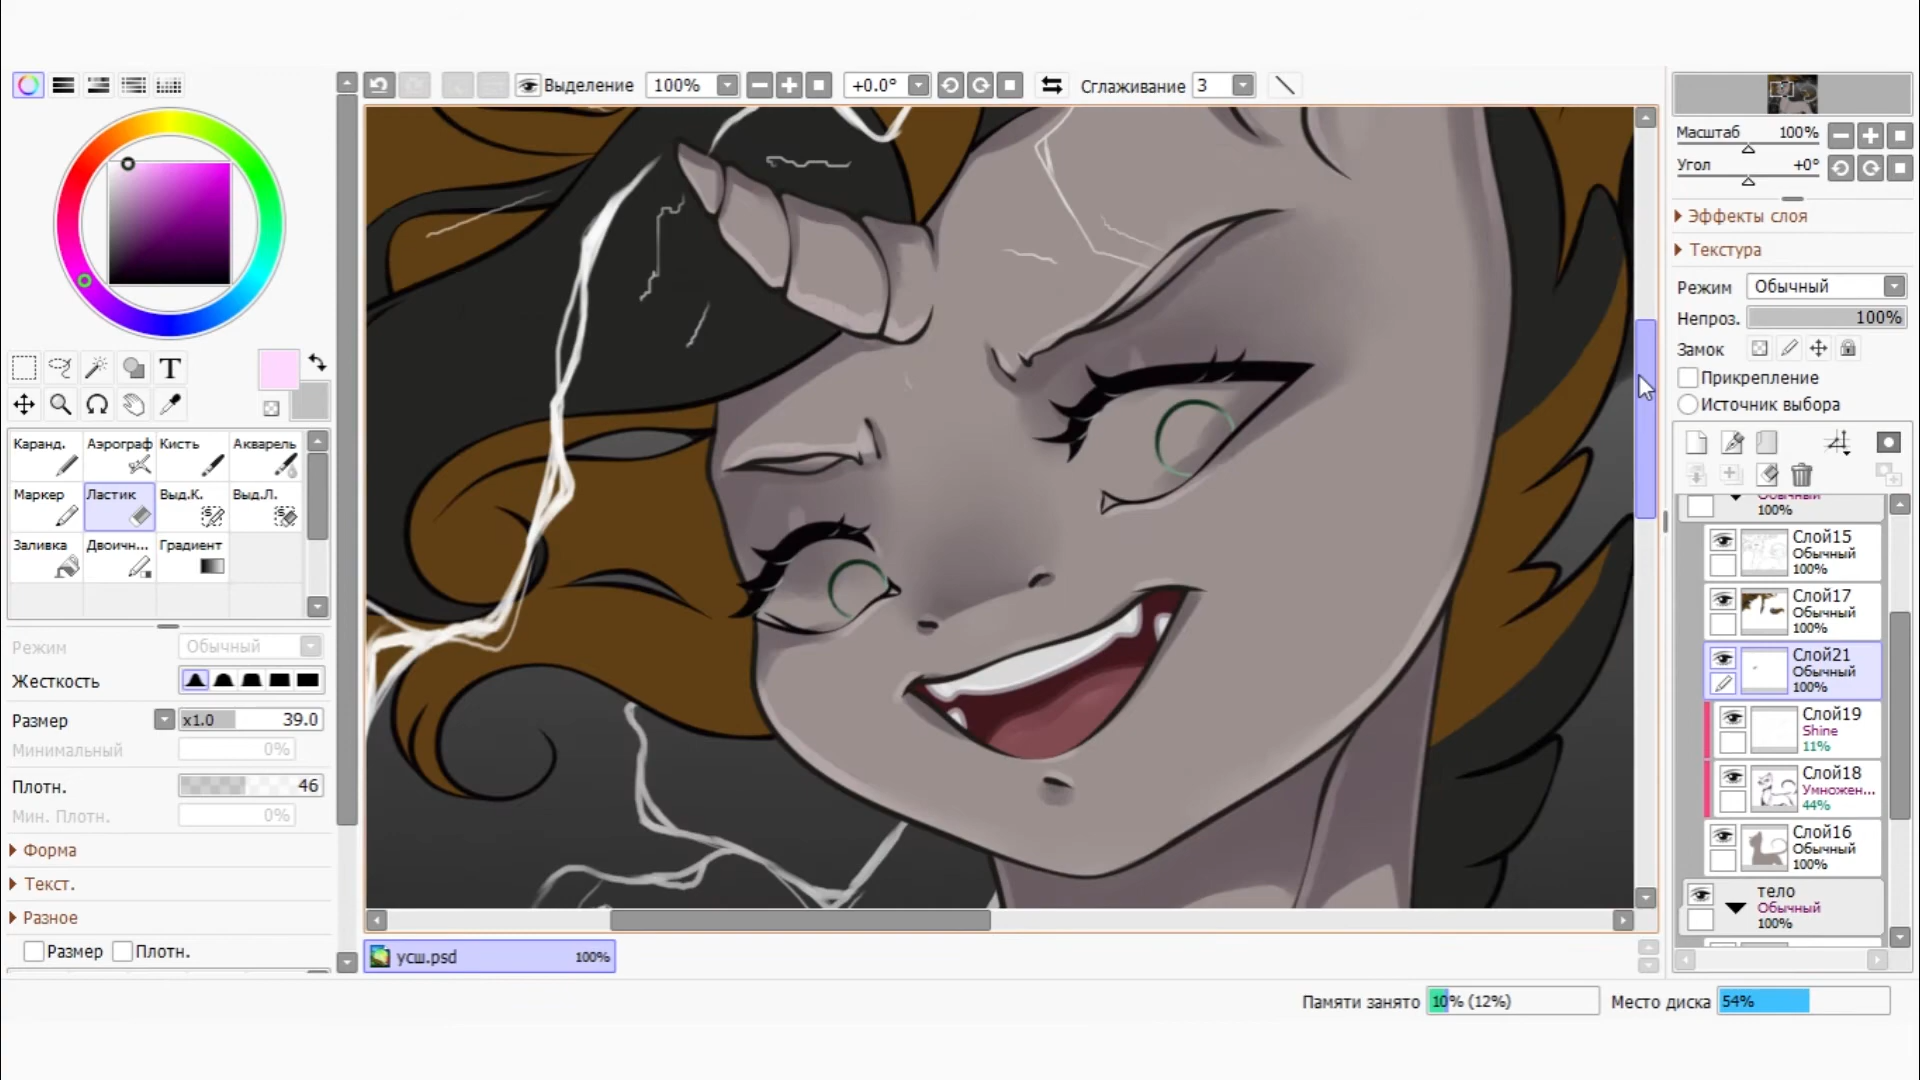 Выделение
100%
+0.0°
Сглаживание 3
T
Каранд.
Аэрограф
Кисть
Акварель
Маркер
Ластик
Выд.К.
Выд.Л.
Заливка
Двоичн...
Градиент
Режим
Обычный
Жесткость
Размер
x1.0
39.0
Минимальный
0%
Плотн.
46
Мин. Плотн.
0%
Форма
Текст.
Разное
Размер
Плотн.
усш.psd
100%
Масштаб
100%
Угол
+0°
Эффекты слоя
Текстура
Режим
Обычный
Непроз.
100%
Замок
Прикрепление
Источник выбора
Обычный
100%
Слой15
Обычный
100%
Слой17
Обычный
100%
Слой21
Обычный
100%
Слой19
Shine
11%
Слой18
Умножен...
44%
Слой16
Обычный
100%
тело
Обычный
100%
Памяти занято
10% (12%)
Место диска
54%